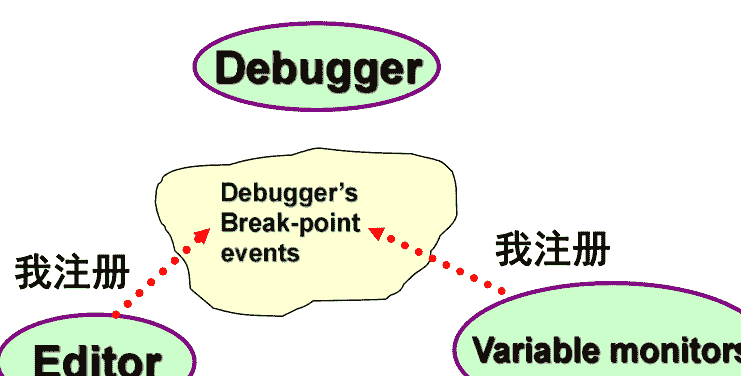 Debugger
Debugger's
Break-point
events
我注册
我注册
Editor
Variable monitors